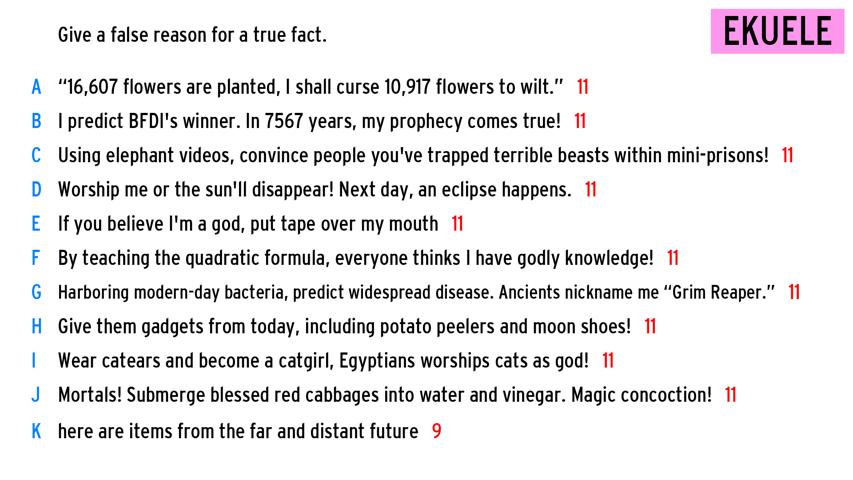 Give a false reason for a true fact.
EKUELE
A “16,607 flowers are planted, I shall curse 10,917 flowers to wilt.” 11
B I predict BFDI's winner. In 7567 years, my prophecy comes true! 11
C Using elephant videos, convince people you've trapped terrible beasts within mini-prisons! 11
D Worship me or the sun'll disappear! Next day, an eclipse happens. 11
E If you believe I'm a god, put tape over my mouth 11
F By teaching the quadratic formula, everyone thinks I have godly knowledge! 11
G Harboring modern-day bacteria, predict widespread disease. Ancients nickname me “Grim Reaper.” 11
H Give them gadgets from today, including potato peelers and moon shoes! 11
I Wear catears and become a catgirl, Egyptians worships cats as god! 11
J Mortals! Submerge blessed red cabbages into water and vinegar. Magic concoction! 11
K here are items from the far and distant future 9